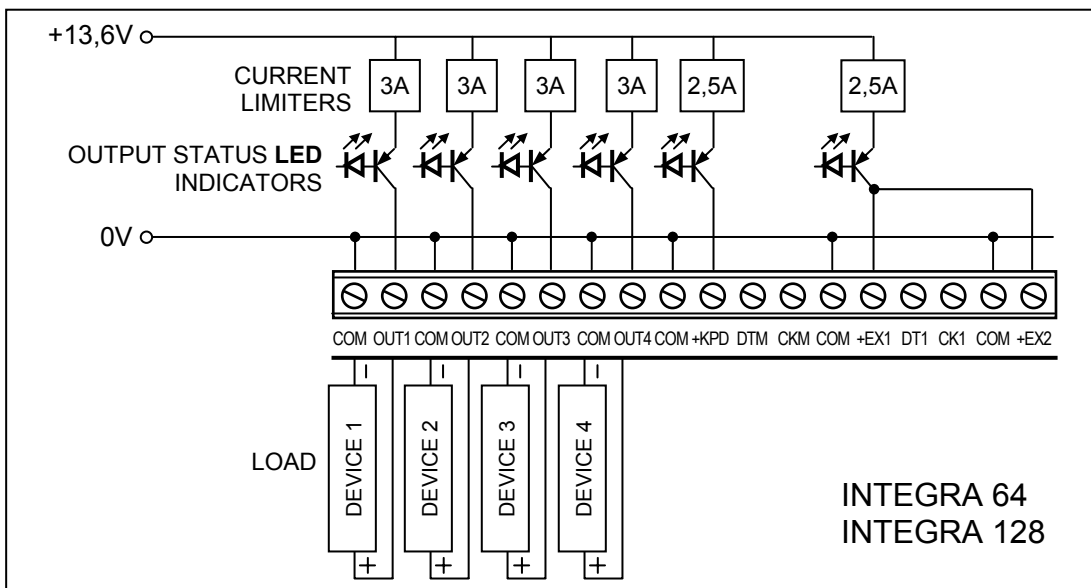 +13,6V
CURRENT
LIMITERS
3A 3A 3A 3A 2,5A 2,5A
OUTPUT STATUS LED
INDICATORS
0V
COM OUT1 COM OUT2 COM OUT3 COM OUT4 COM +KPD DTM CKM COM +EX1 DT1 CK1 COM +EX2
− − − −
LOAD
DEVICE 1
DEVICE 2
DEVICE 3
DEVICE 4
+ + + +
INTEGRA 64
INTEGRA 128